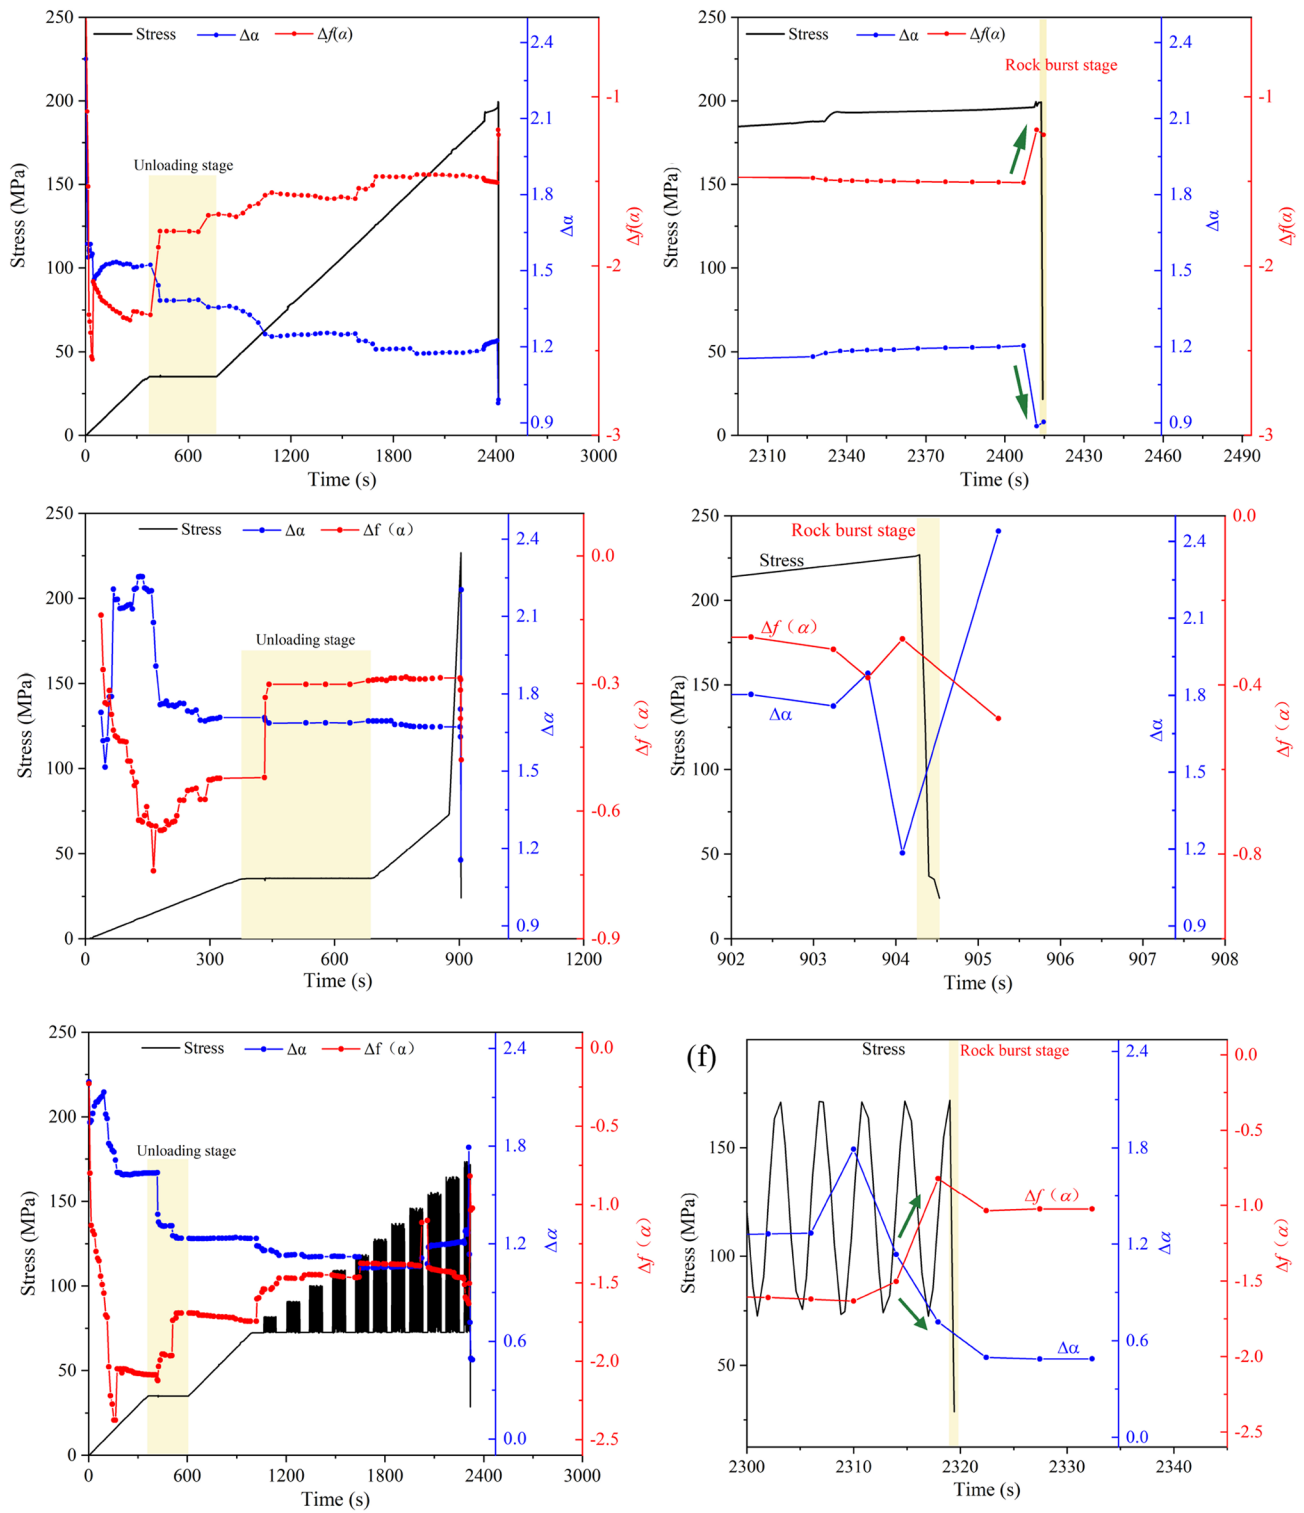 Stress Δα Δf(α)
250
200
150
100
50
0
Stress (MPa)
Unloading stage
0 600 1200 1800 2400 3000
Time (s)
2.4
2.1
1.8
1.5
1.2
0.9
Δα
-1
-2
-3
Δf(α)
Stress Δα Δf(α)
250
200
150
100
50
0
Stress (MPa)
Rock burst stage
2310 2340 2370 2400 2430 2460 2490
Time (s)
2.4
2.1
1.8
1.5
1.2
0.9
Δα
-1
-2
-3
Δf(α)
Stress Δα Δf（α）
250
200
150
100
50
0
Stress (MPa)
Unloading stage
0 300 600 900 1200
Time (s)
2.4
2.1
1.8
1.5
1.2
0.9
Δα
0.0
-0.3
-0.6
-0.9
Δf（α）
250
200
150
100
50
0
Stress (MPa)
Rock burst stage
Stress
Δf（α）
Δα
902 903 904 905 906 907 908
Time (s)
2.4
2.1
1.8
1.5
1.2
0.9
Δα
0.0
-0.4
-0.8
Δf（α）
Stress Δα Δf（α）
250
200
150
100
50
0
Stress (MPa)
Unloading stage
0 600 1200 1800 2400 3000
Time (s)
2.4
1.8
1.2
0.6
0.0
Δα
0.0
-0.5
-1.0
-1.5
-2.0
-2.5
Δf（α）
(f)
Stress Rock burst stage
150
100
50
Stress (MPa)
Δf（α）
Δα
2300 2310 2320 2330 2340
Time (s)
2.4
1.8
1.2
0.6
0.0
Δα
0.0
-0.5
-1.0
-1.5
-2.0
-2.5
Δf（α）